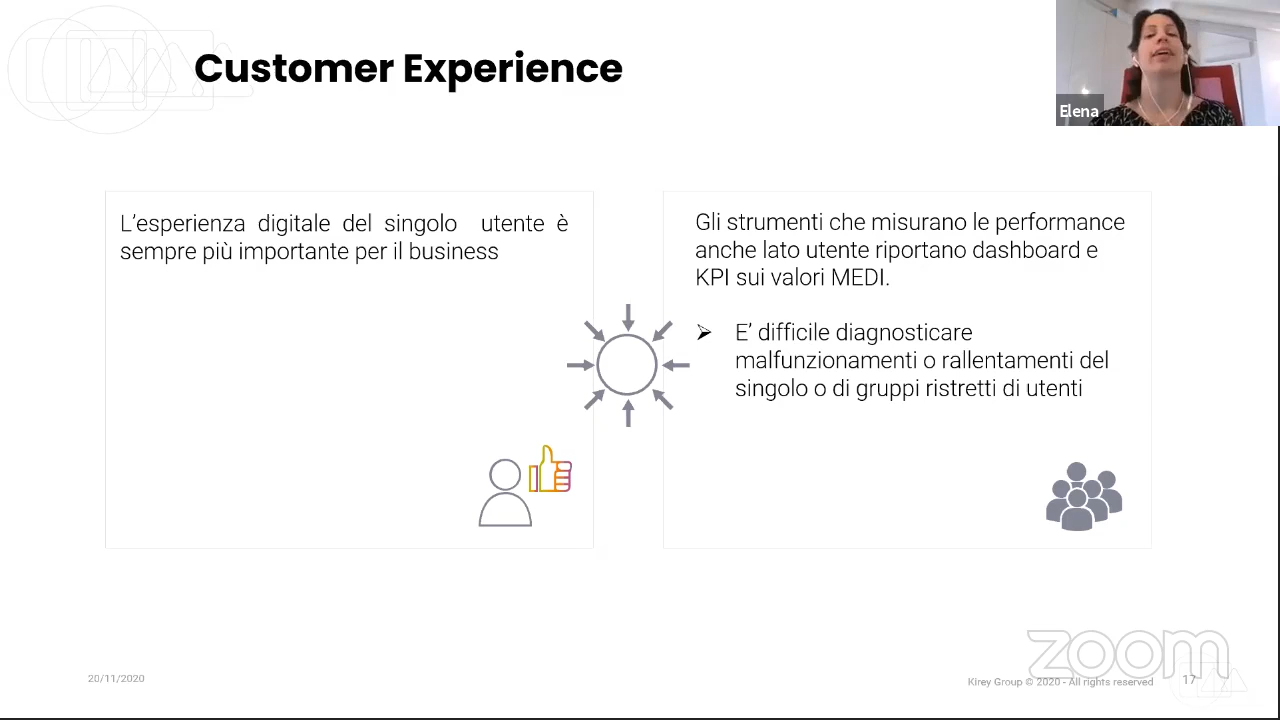 Customer Experience
Elena
L’esperienza digitale del singolo utente è
sempre più importante per il business
Gli strumenti che misurano le performance
anche lato utente riportano dashboard e
KPI sui valori MEDI.
E’ difficile diagnosticare
malfunzionamenti o rallentamenti del
singolo o di gruppi ristretti di utenti
zoom
20/11/2020
Kirey Group © 2020 - All rights reserved
17